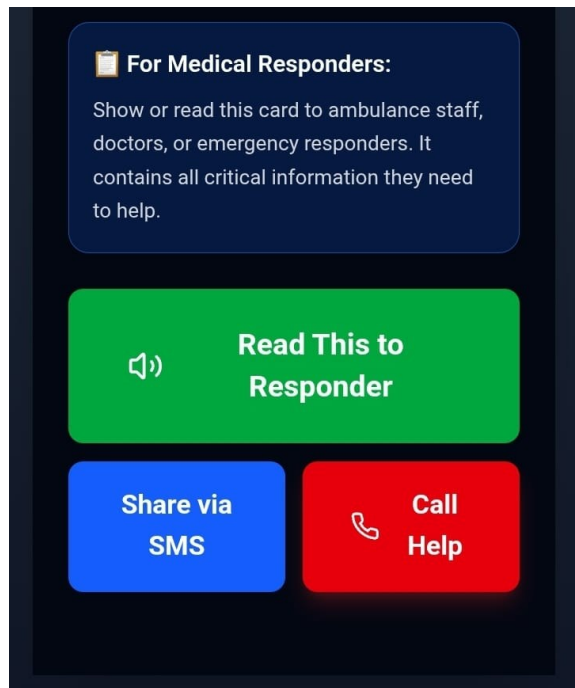 📋 For Medical Responders:
Show or read this card to ambulance staff,
doctors, or emergency responders. It
contains all critical information they need
to help.
Read This to
Responder
Share via
SMS
Call
Help